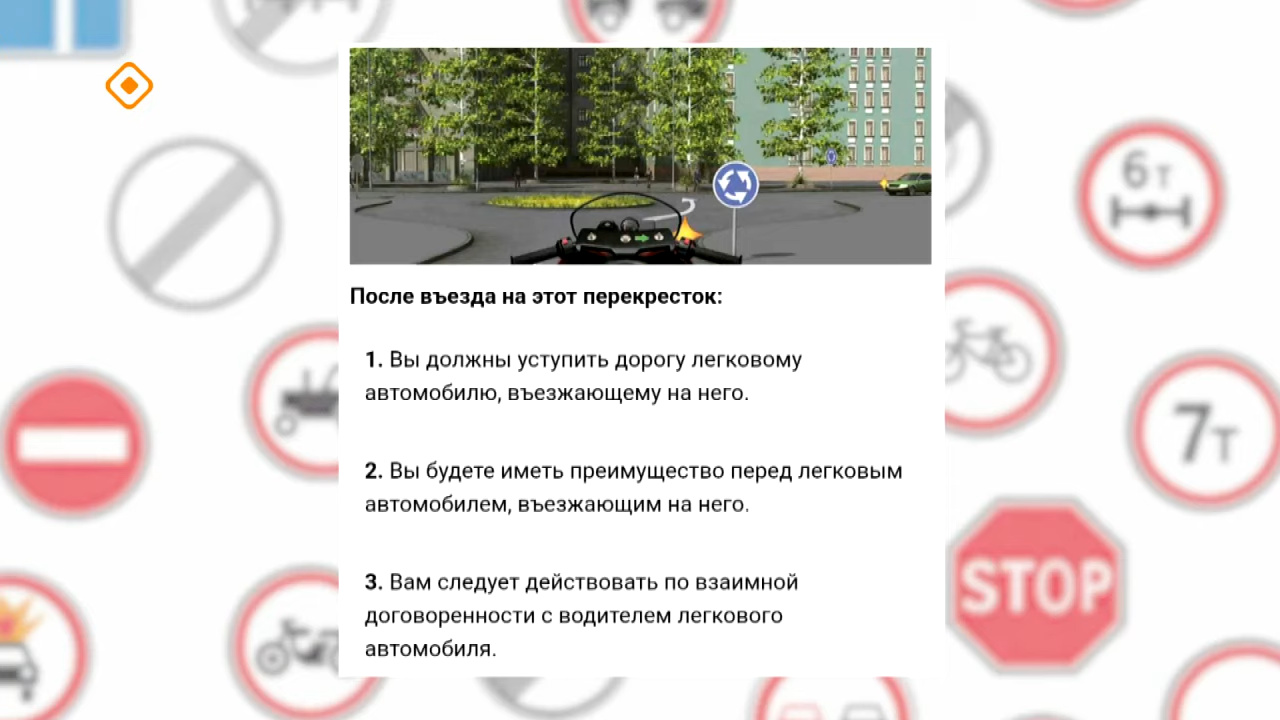 После въезда на этот перекресток:
1. Вы должны уступить дорогу легковому
автомобилю, въезжающему на него.
2. Вы будете иметь преимущество перед легковым
автомобилем, въезжающим на него.
3. Вам следует действовать по взаимной
договоренности с водителем легкового
автомобиля.
6т
7т
STOP